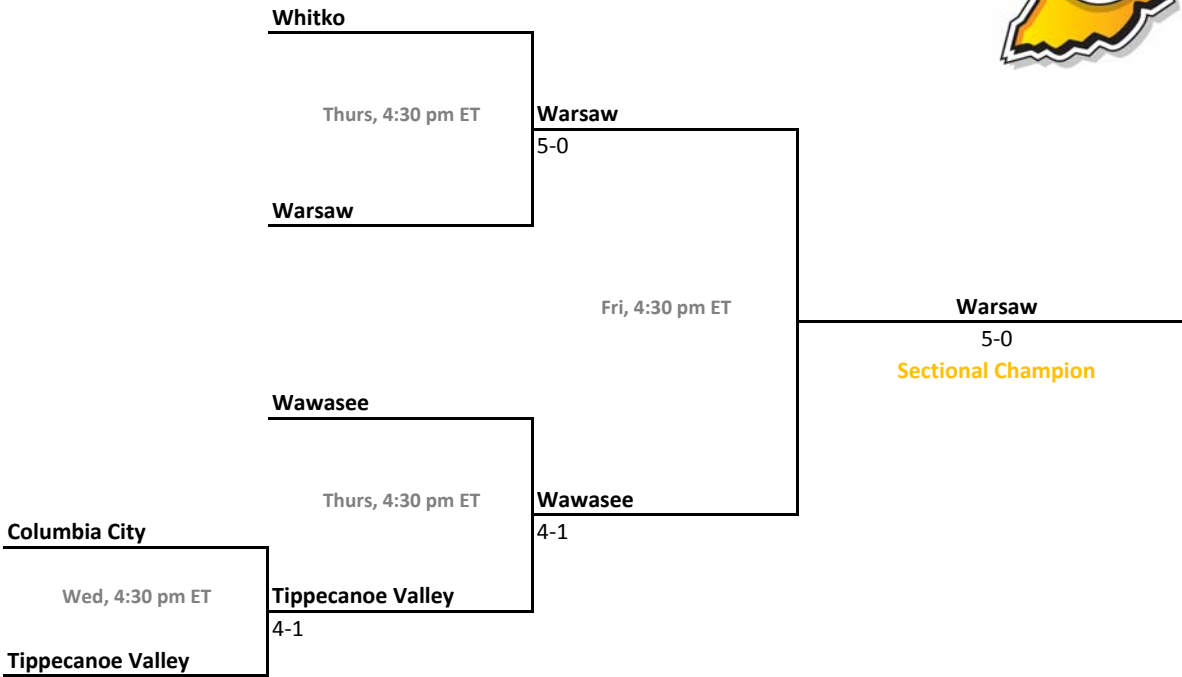 Whitko
Thurs, 4:30 pm ET
Warsaw
5-0
Warsaw
Fri, 4:30 pm ET
Warsaw
5-0
Sectional Champion
Wawasee
Thurs, 4:30 pm ET
Wawasee
4-1
Columbia City
Wed, 4:30 pm ET
Tippecanoe Valley
4-1
Tippecanoe Valley